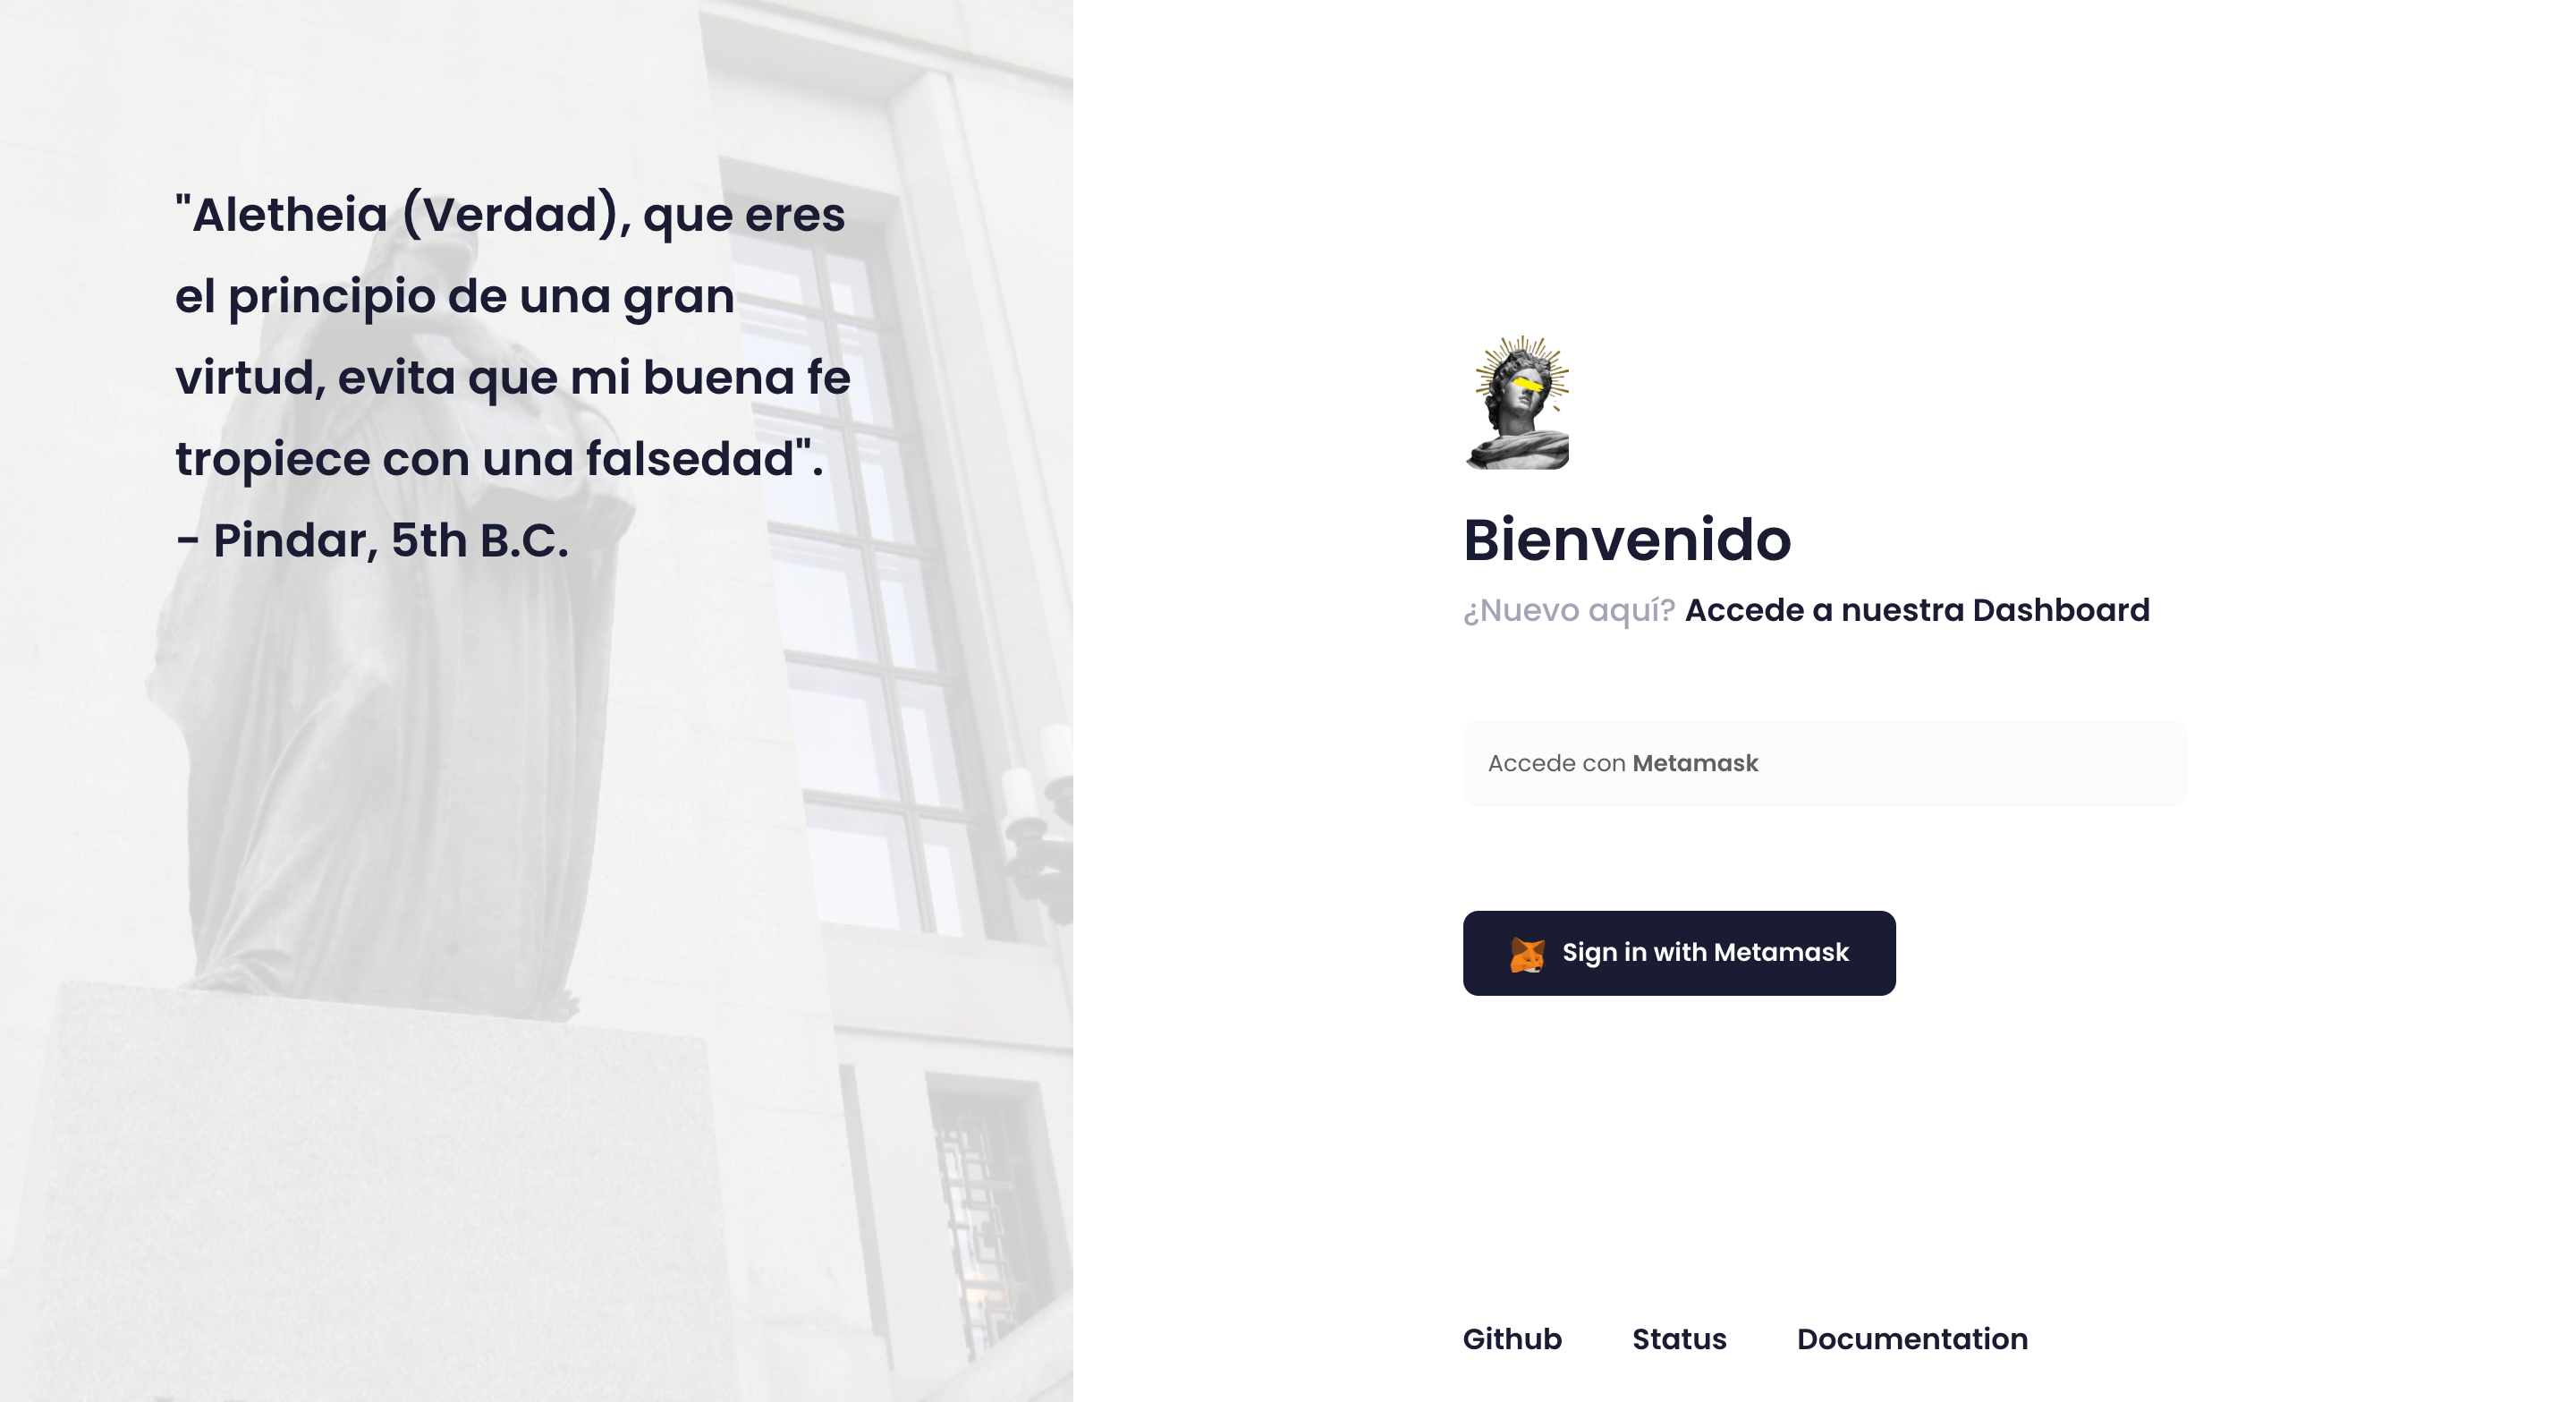 "Aletheia (Verdad), que eres
el principio de una gran
virtud, evita que mi buena fe
tropiece con una falsedad".
- Pindar, 5th B.C.
Bienvenido
¿Nuevo aquí? Accede a nuestra Dashboard
Accede con Metamask
Sign in with Metamask
Github Status Documentation